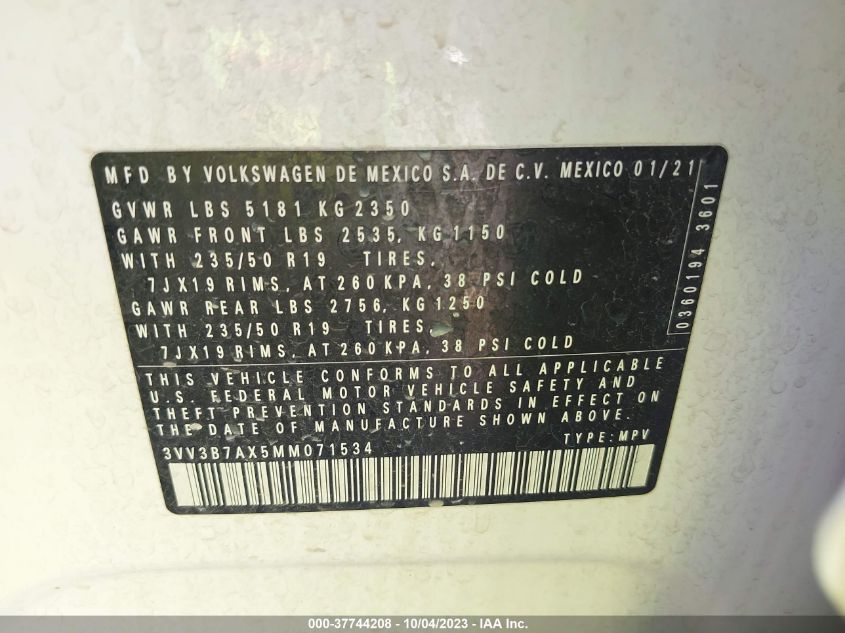 MFD BY VOLKSWAGEN DE MEXICO S.A. DE C.V. MEXICO 01/21
GVWR LBS 5181 KG 2350
GAWR FRONT LBS 2535, KG 1150
WITH 235/50 R19 TIRES,
7JX19 RIMS, AT 260 KPA, 38 PSI COLD
GAWR REAR LBS 2756, KG 1250
WITH 235/50 R19 TIRES,
7JX19 RIMS, AT 260 KPA, 38 PSI COLD
0360194 3601
THIS VEHICLE CONFORMS TO ALL APPLICABLE
U.S. FEDERAL MOTOR VEHICLE SAFETY AND
THEFT PREVENTION STANDARDS IN EFFECT ON
THE DATE OF MANUFACTURE SHOWN ABOVE.
3VV3B7AX5MM071534 TYPE: MPV
000-37744208 - 10/04/2023 - IAA Inc.